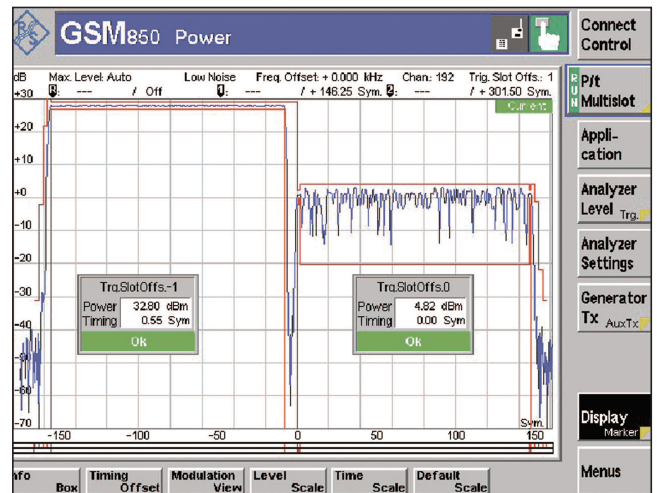 R&S
GSM850 Power
Connect Control
dB Max. Level: Auto Low Noise Freq. Offset: + 0.000 kHz Chan.: 192 Trig. Slot Offs.: 1
+30 --- / Off --- / + 146.25 Sym. 2: --- / + 301.50 Sym.
Current
+20
+10
+0
-10
-20
-30
-40
-50
-60
-70
Trg.SlotOffs.-1
Power 32.80 dBm
Timing 0.55 Sym
Ok
Trg.SlotOffs.0
Power 4.82 dBm
Timing 0.00 Sym
Ok
Sym.
-150 -100 -50 0 50 100 150
RUN
P/t Multislot
Appli-
cation
Analyzer
Level Trg.
Analyzer
Settings
Generator
Tx AuxTx
Display
Marker
Menus
nfo Box
Timing Offset
Modulation View
Level Scale
Time Scale
Default Scale